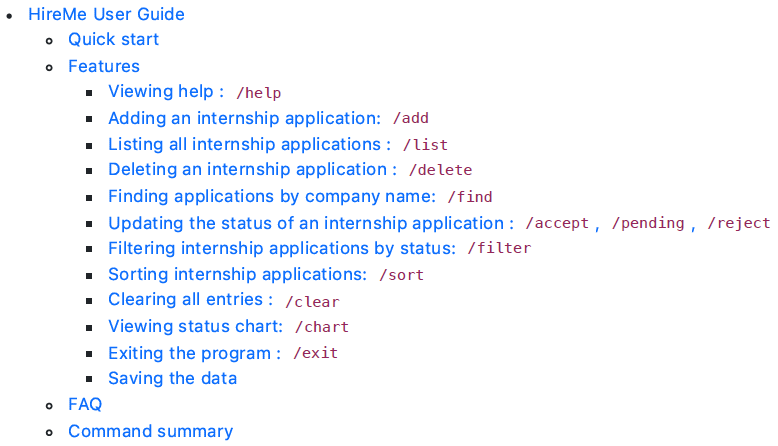 HireMe User Guide
Quick start
Features
Viewing help : /help
Adding an internship application: /add
Listing all internship applications : /list
Deleting an internship application : /delete
Finding applications by company name: /find
Updating the status of an internship application : /accept , /pending , /reject
Filtering internship applications by status: /filter
Sorting internship applications: /sort
Clearing all entries : /clear
Viewing status chart: /chart
Exiting the program : /exit
Saving the data
FAQ
Command summary